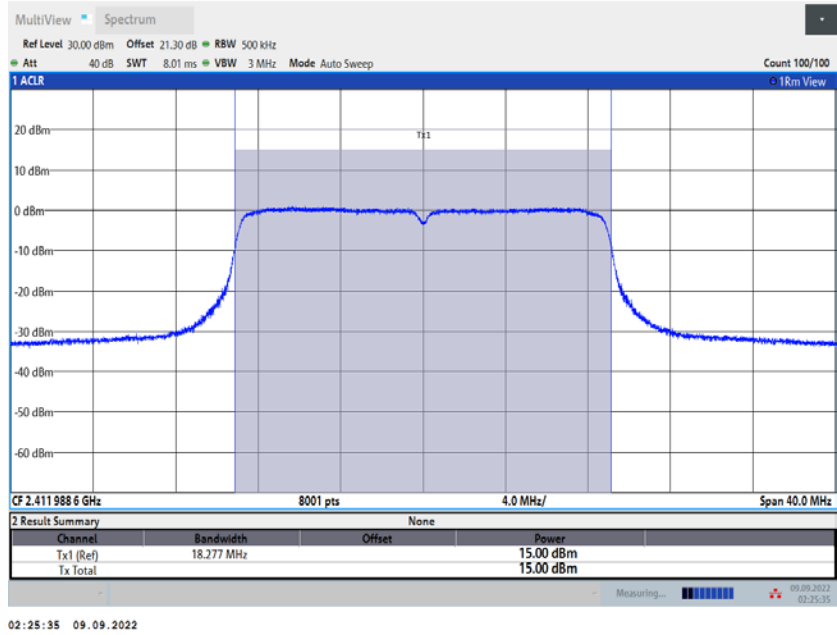 MultiView Spectrum
Ref Level 30.00 dBm Offset 21.30 dB RBW 500 kHz
Att 40 dB SWT 8.01 ms VBW 3 MHz Mode Auto Sweep Count 100/100
1 ACLR 1Rm View
20 dBm
Tx1
10 dBm
0 dBm
-10 dBm
-20 dBm
-30 dBm
-40 dBm
-50 dBm
-60 dBm
CF 2.411 988 6 GHz 8001 pts 4.0 MHz/ Span 40.0 MHz
2 Result Summary None
Channel Bandwidth Offset Power
Tx1 (Ref) 18.277 MHz 15.00 dBm
Tx Total 15.00 dBm
Measuring... 09.09.2022
02:25:35
02:25:35 09.09.2022